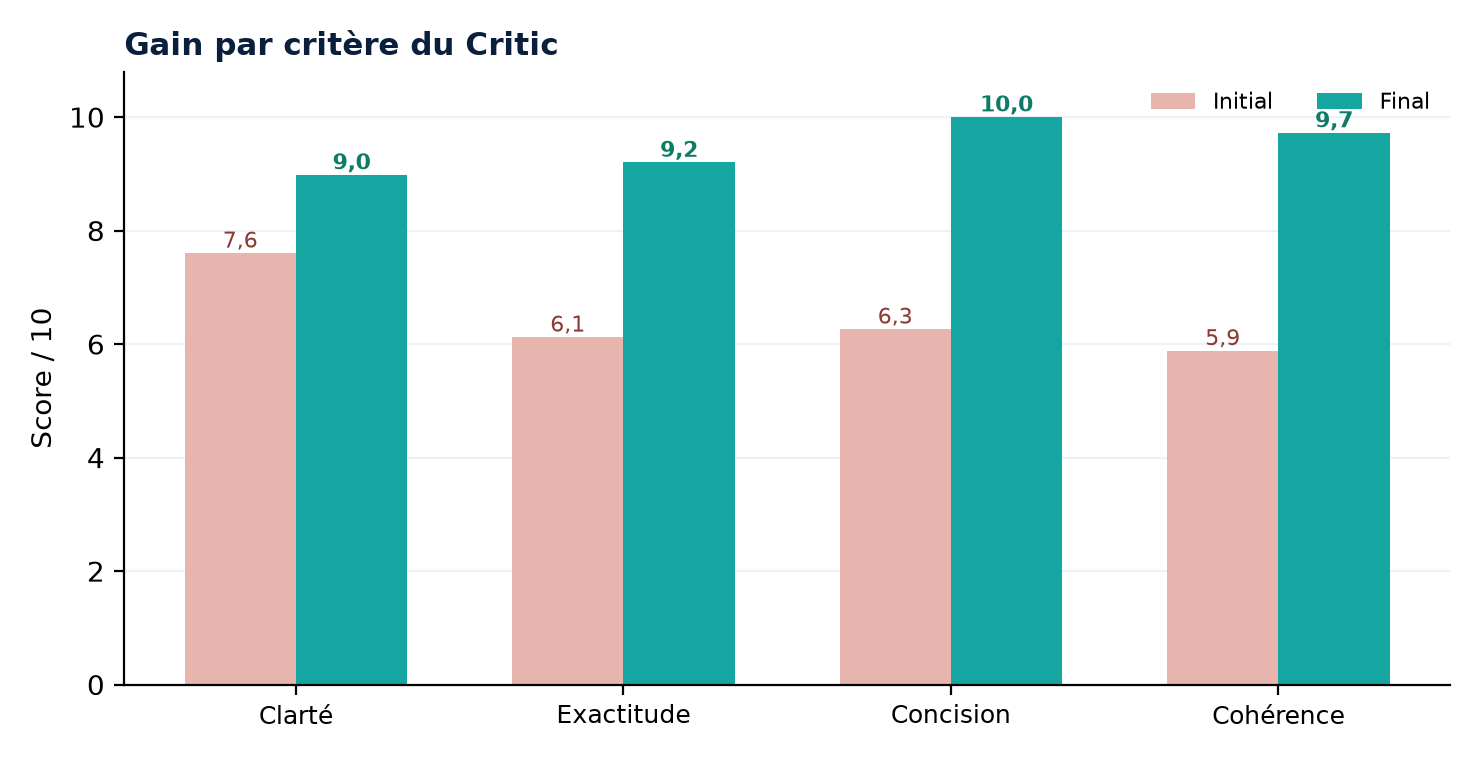 Gain par critère du Critic
Initial
Final
10,0
9,7
9,2
9,0
7,6
6,1
6,3
5,9
10
8
6
4
2
0
Score / 10
Clarté
Exactitude
Concision
Cohérence